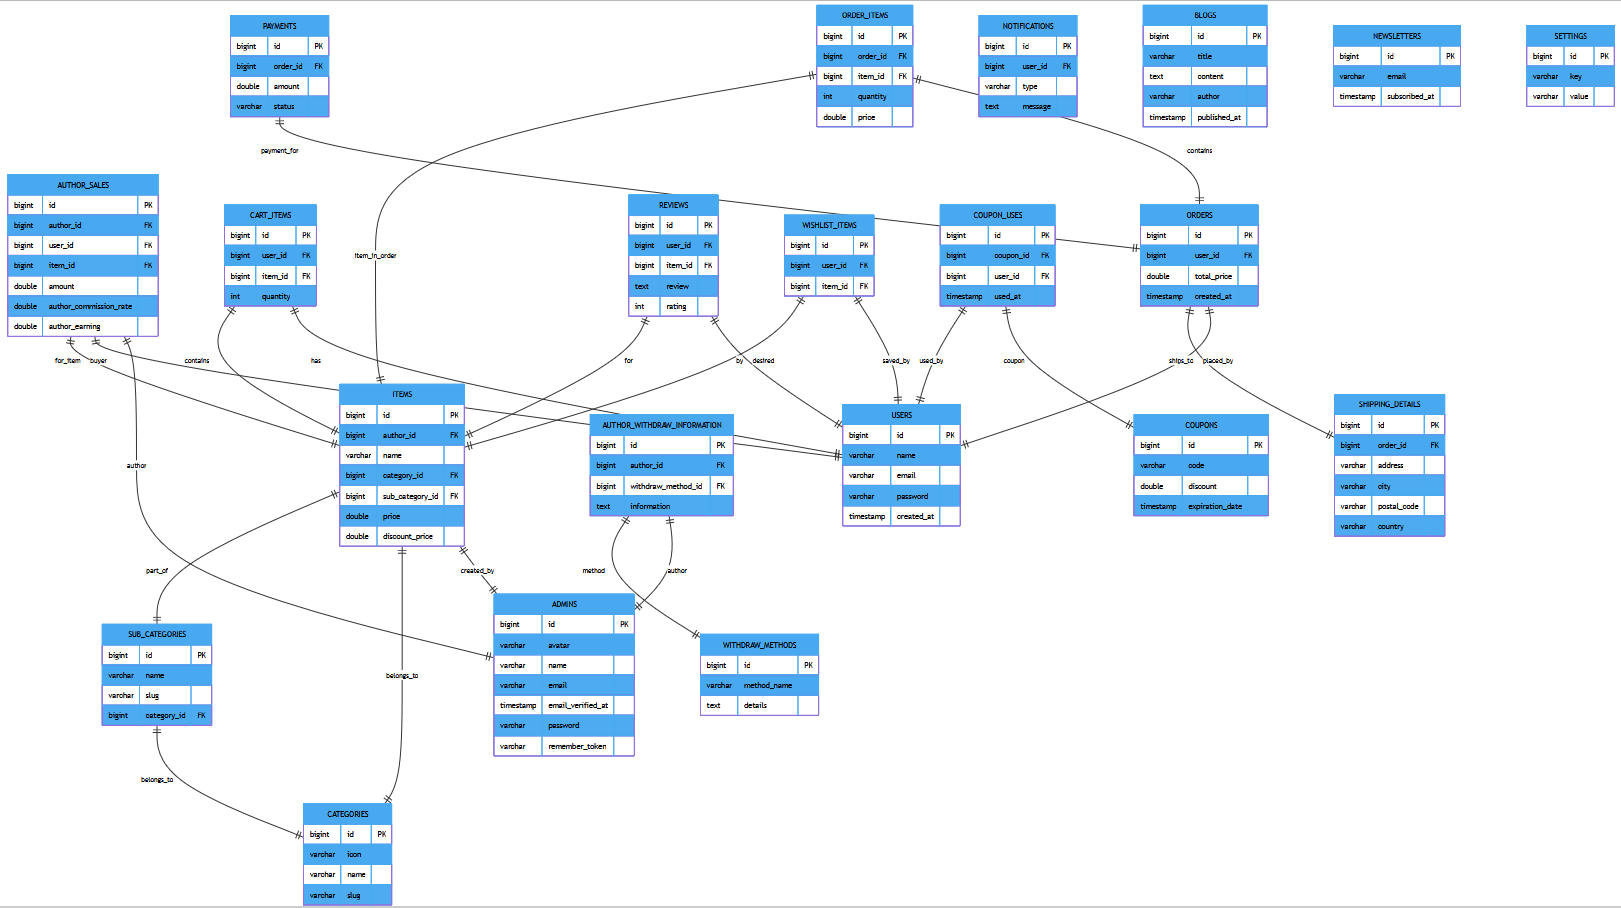 PAYMENTS
bigint id PK
bigint order_id FK
double amount
varchar status
ORDER_ITEMS
bigint id PK
bigint order_id FK
bigint item_id FK
int quantity
double price
NOTIFICATIONS
bigint id PK
bigint user_id FK
varchar type
text message
BLOGS
bigint id PK
varchar title
text content
varchar author
timestamp published_at
NEWSLETTERS
bigint id PK
varchar email
timestamp subscribed_at
SETTINGS
bigint id PK
varchar key
varchar value
payment_for
contains
AUTHOR_SALES
bigint id PK
bigint author_id FK
bigint user_id FK
bigint item_id FK
double amount
double author_commission_rate
double author_earning
CART_ITEMS
bigint id PK
bigint user_id FK
bigint item_id FK
int quantity
item_in_order
REVIEWS
bigint id PK
bigint user_id FK
bigint item_id FK
text review
int rating
WISHLIST_ITEMS
bigint id PK
bigint user_id FK
bigint item_id FK
COUPON_USES
bigint id PK
bigint coupon_id FK
bigint user_id FK
timestamp used_at
ORDERS
bigint id PK
bigint user_id FK
double total_price
timestamp created_at
for_item
buyer
contains
has
for
by
desired
saved_by
used_by
coupon
ships_to
placed_by
ITEMS
bigint id PK
bigint author_id FK
varchar name
bigint category_id FK
bigint sub_category_id FK
double price
double discount_price
AUTHOR_WITHDRAW_INFORMATION
bigint id PK
bigint author_id FK
bigint withdraw_method_id FK
text information
USERS
bigint id PK
varchar name
varchar email
varchar password
timestamp created_at
COUPONS
bigint id PK
varchar code
double discount
timestamp expiration_date
SHIPPING_DETAILS
bigint id PK
bigint order_id FK
varchar address
varchar city
varchar postal_code
varchar country
author
part_of
created_by
method
author
SUB_CATEGORIES
bigint id PK
varchar name
varchar slug
bigint category_id FK
belongs_to
ADMINS
bigint id PK
varchar avatar
varchar name
varchar email
timestamp email_verified_at
varchar password
varchar remember_token
WITHDRAW_METHODS
bigint id PK
varchar method_name
text details
belongs_to
CATEGORIES
bigint id PK
varchar icon
varchar name
varchar slug